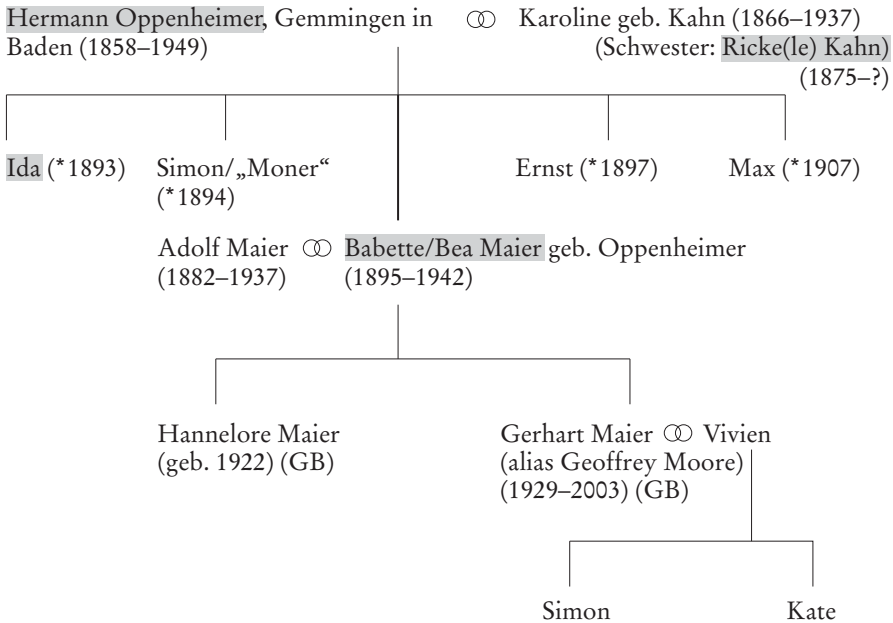 Hermann Oppenheimer, Gemmingen in Baden (1858–1949)
Karoline geb. Kahn (1866–1937)
(Schwester: Ricke(le) Kahn)
(1875–?)
Ida (*1893)
Simon/„Moner“
(*1894)
Ernst (*1897)
Max (*1907)
Adolf Maier
(1882–1937)
Babette/Bea Maier geb. Oppenheimer
(1895–1942)
Hannelore Maier
(geb. 1922) (GB)
Gerhart Maier
(alias Geoffrey Moore)
(1929–2003) (GB)
Vivien
Simon
Kate